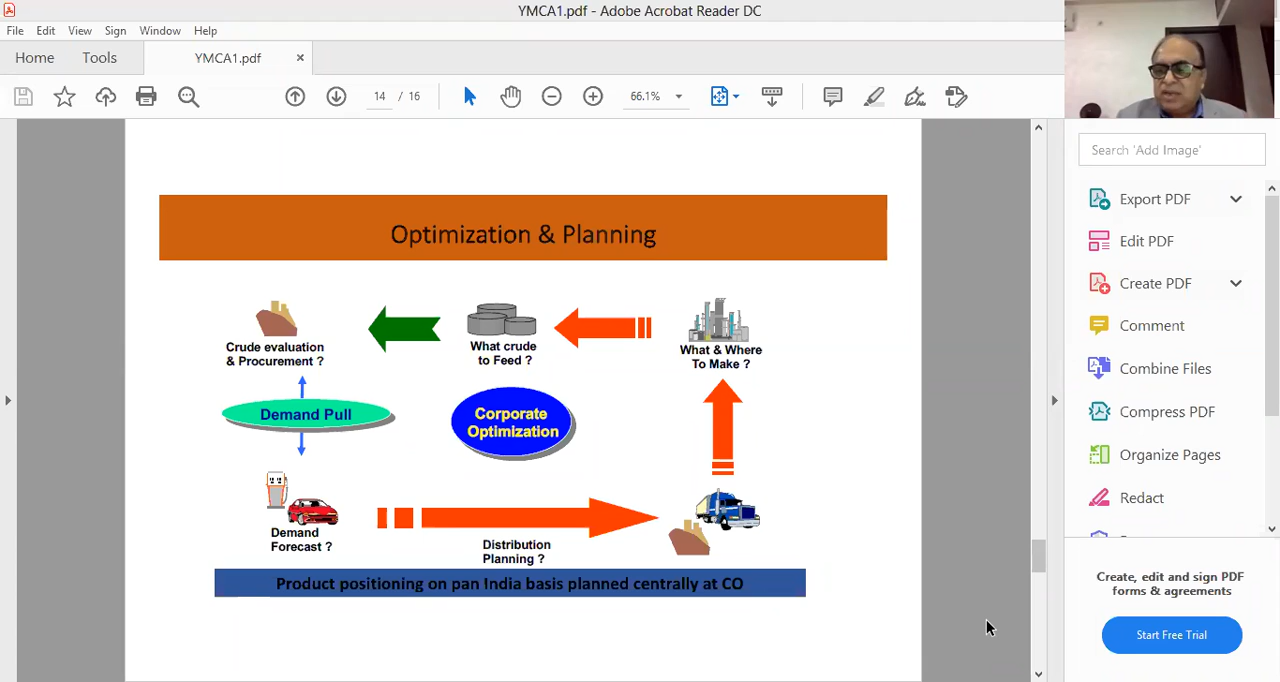 YMCA1.pdf - Adobe Acrobat Reader DC
File Edit View Sign Window Help
Home Tools YMCA1.pdf ×
14 / 16 66.1%
Search 'Add Image'
Export PDF
Edit PDF
Create PDF
Comment
Combine Files
Compress PDF
Organize Pages
Redact
Create, edit and sign PDF
forms & agreements
Start Free Trial
Optimization & Planning
Crude evaluation
& Procurement ?
What crude
to Feed ?
What & Where
To Make ?
Demand Pull
Corporate
Optimization
Demand
Forecast ?
Distribution
Planning ?
Product positioning on pan India basis planned centrally at CO